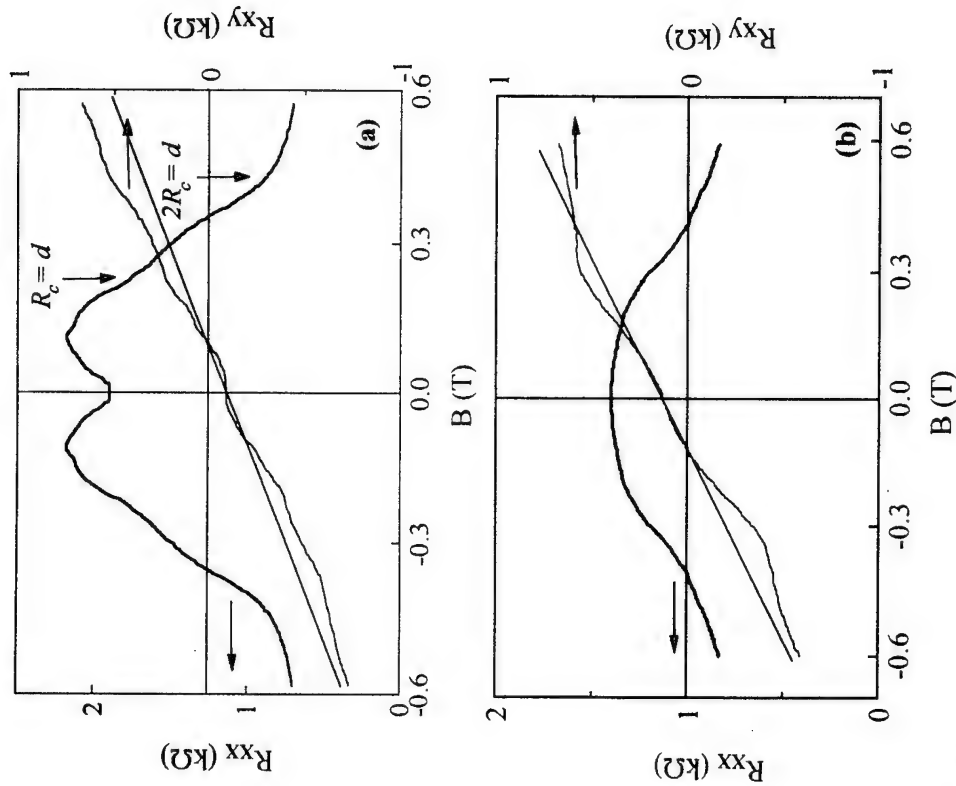 Rxy (kΩ)
1
0
-1
2
1
0
Rxx (kΩ)
R_c = d
2R_c = d
(a)
-0.6
-0.3
0.0
0.3
0.6
B (T)
Rxy (kΩ)
1
0
-1
2
1
0
Rxx (kΩ)
(b)
-0.6
-0.3
0.0
0.3
0.6
B (T)